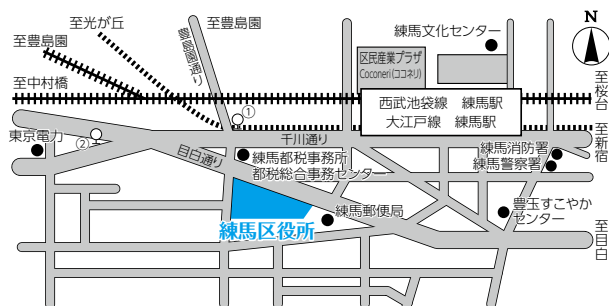 至光が丘
至豊島園
至豊島園
豊島園通り
至中村橋
練馬文化センター
区民産業プラザ
Coconeri(ココネリ)
N
至桜台
西武池袋線 練馬駅
大江戸線 練馬駅
①
千川通り
至新宿
東京電力
②
目白通り
練馬都税事務所
都税総合事務センター
練馬消防署
練馬警察署
練馬区役所
練馬郵便局
豊玉すこやか
センター
至目白